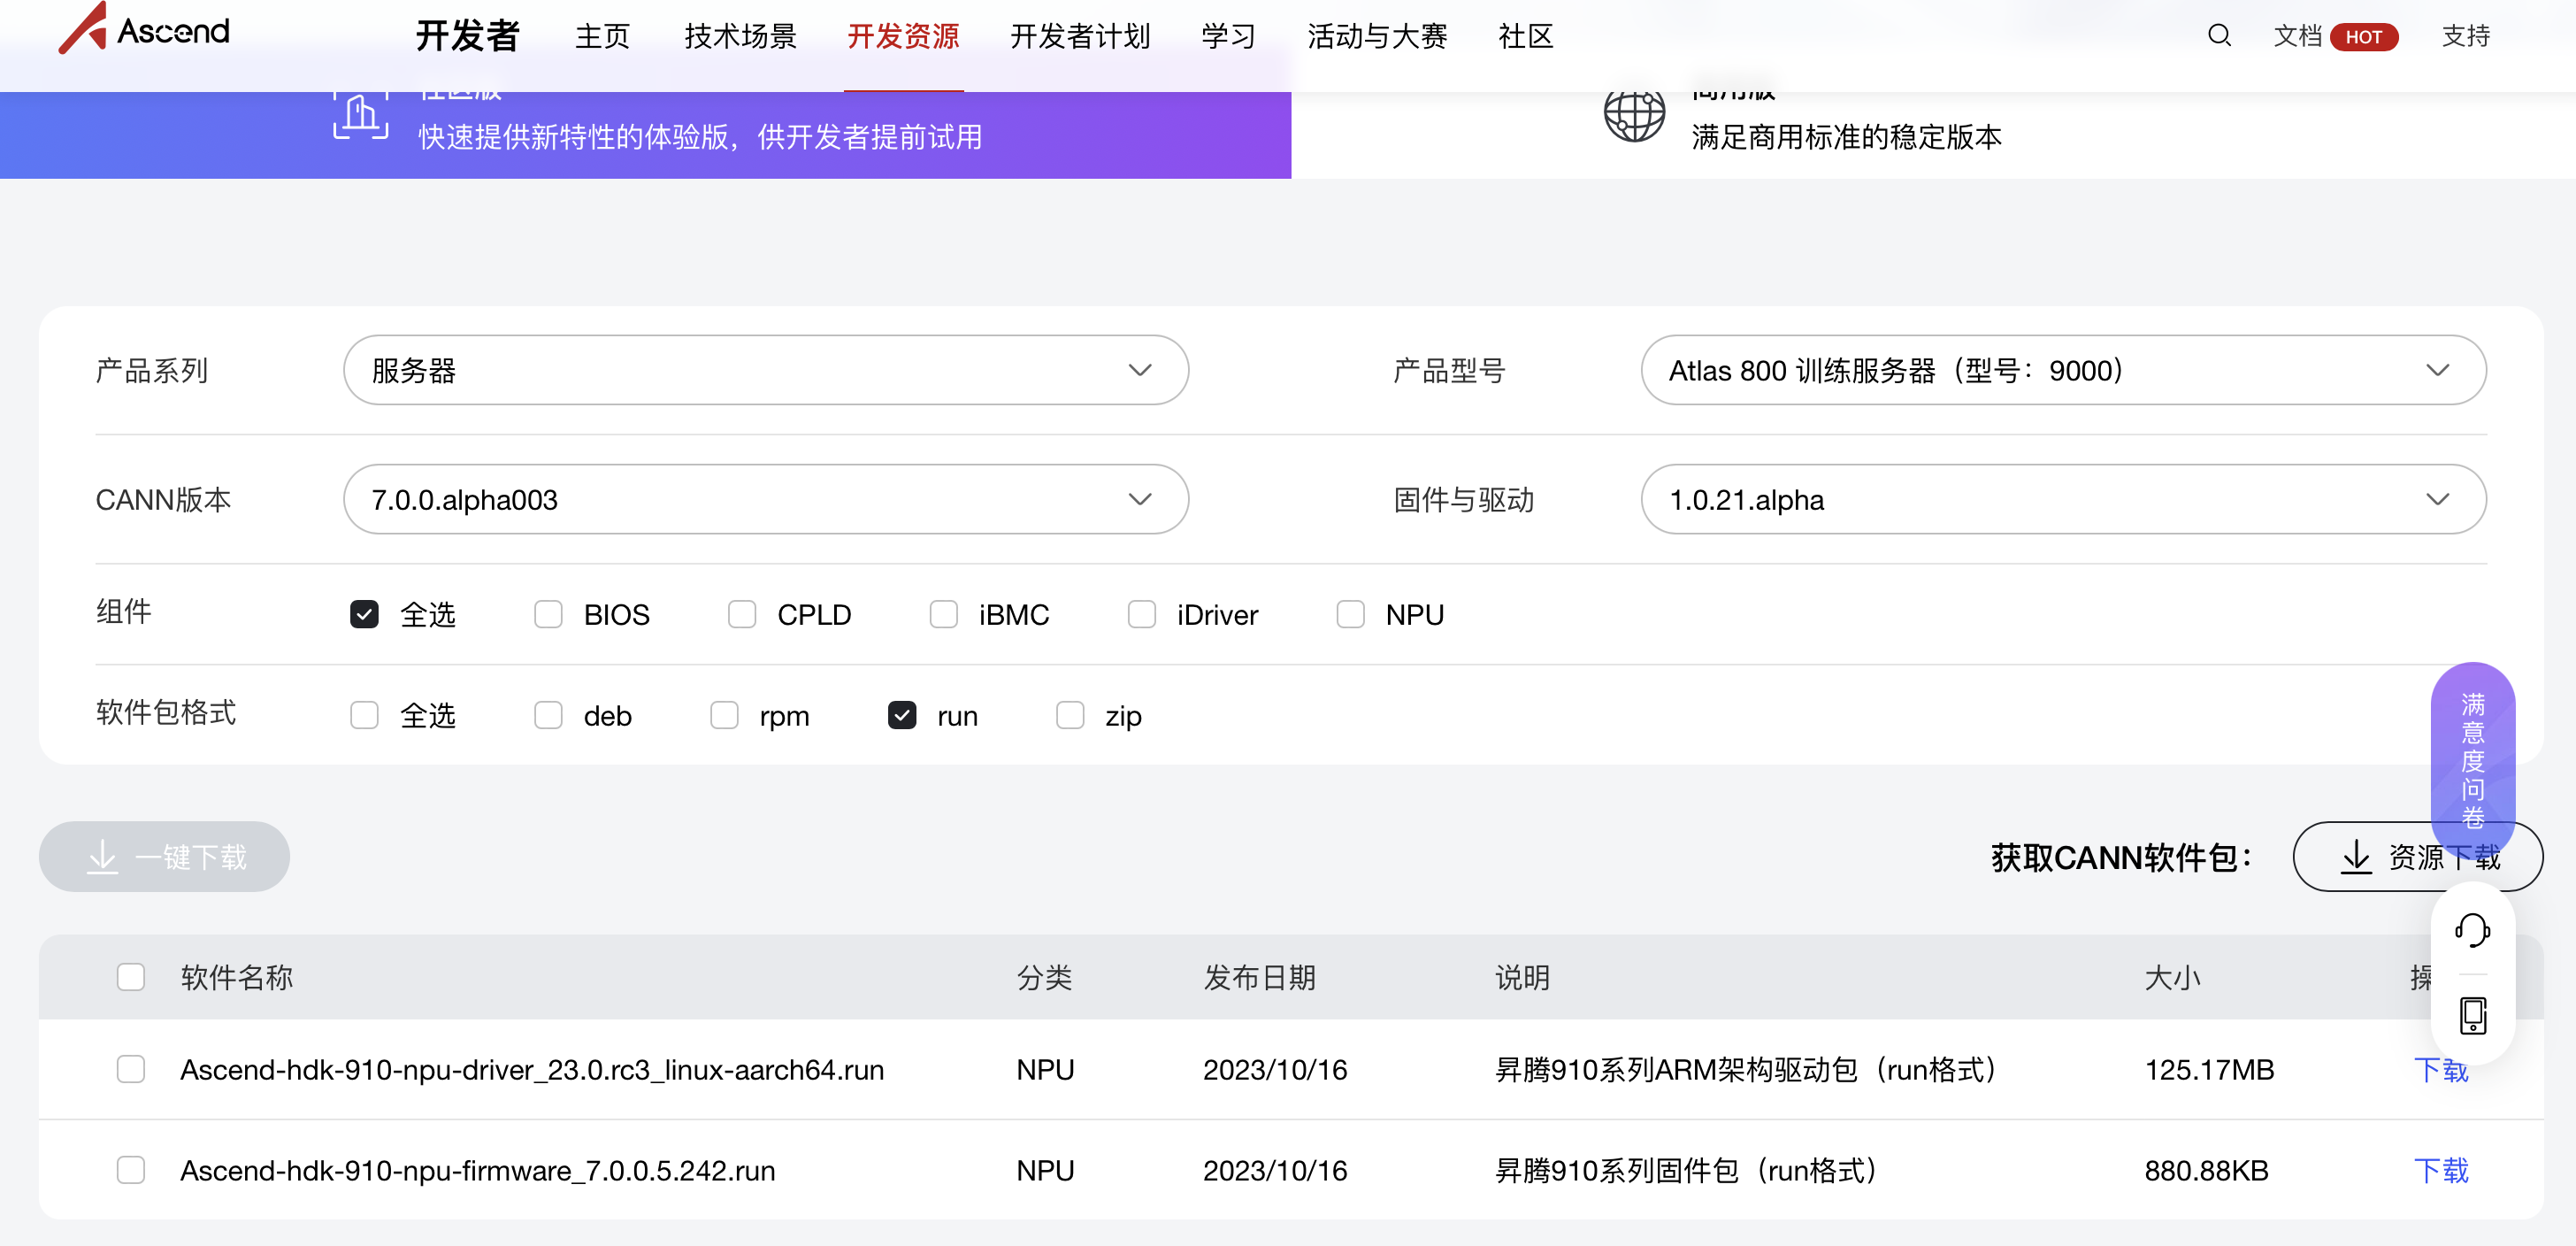 Ascend
开发者 主页 技术场景 开发资源 开发者计划 学习 活动与大赛 社区 文档 HOT 支持
快速提供新特性的体验版，供开发者提前试用
满足商用标准的稳定版本
产品系列 服务器 产品型号 Atlas 800 训练服务器（型号：9000）
CANN版本 7.0.0.alpha003 固件与驱动 1.0.21.alpha
组件 全选 BIOS CPLD iBMC iDriver NPU
软件包格式 全选 deb rpm run zip
满意度问卷
一键下载 获取CANN软件包： 资源下载
软件名称 分类 发布日期 说明 大小 操
Ascend-hdk-910-npu-driver_23.0.rc3_linux-aarch64.run NPU 2023/10/16 昇腾910系列ARM架构驱动包（run格式） 125.17MB 下载
Ascend-hdk-910-npu-firmware_7.0.0.5.242.run NPU 2023/10/16 昇腾910系列固件包（run格式） 880.88KB 下载